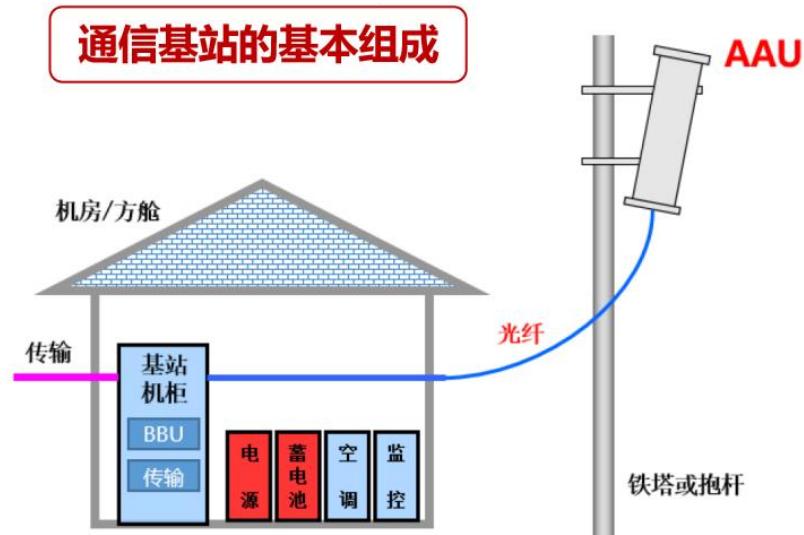 通信基站的基本组成
AAU
机房/方舱
光纤
传输
基站
机柜
BBU
传输
电源
蓄电池
空调
监控
铁塔或抱杆